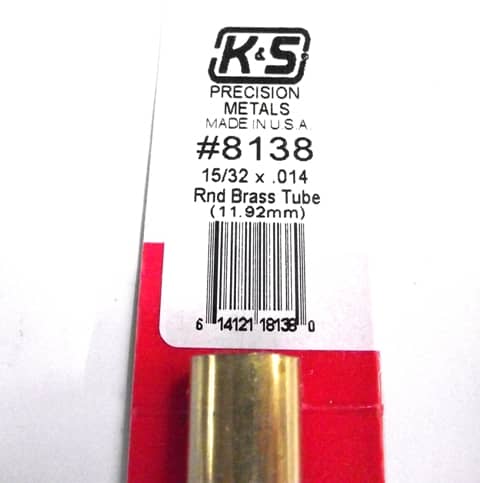 K&S
PRECISION
METALS
MADE IN U.S.A.
#8138
15/32 x .014
Rnd Brass Tube
(11.92mm)
6 14121 18138 0